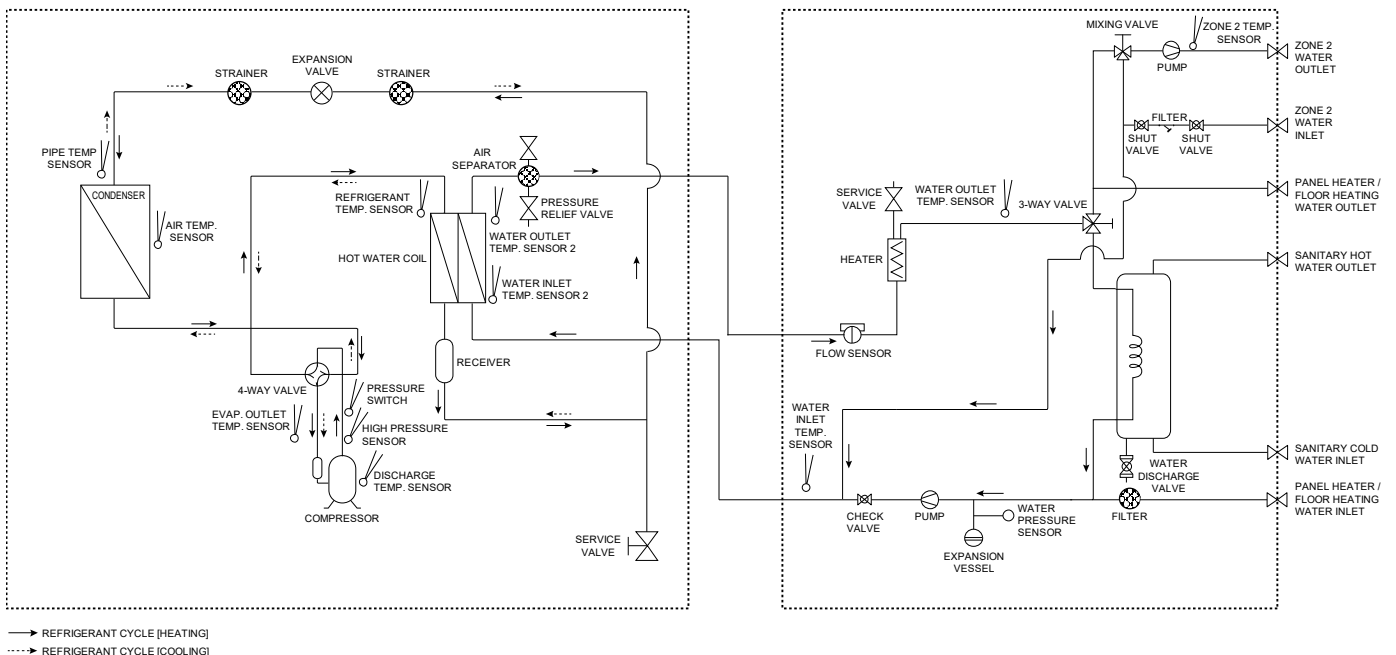 STRAINER
EXPANSION
VALVE
STRAINER
PIPE TEMP
SENSOR
CONDENSER
AIR TEMP.
SENSOR
AIR
SEPARATOR
REFRIGERANT
TEMP. SENSOR
PRESSURE
RELIEF VALVE
WATER OUTLET
TEMP. SENSOR 2
HOT WATER COIL
WATER INLET
TEMP. SENSOR 2
RECEIVER
4-WAY VALVE
PRESSURE
SWITCH
EVAP. OUTLET
TEMP. SENSOR
HIGH PRESSURE
SENSOR
DISCHARGE
TEMP. SENSOR
COMPRESSOR
SERVICE
VALVE
MIXING VALVE
ZONE 2 TEMP.
SENSOR
PUMP
ZONE 2
WATER
OUTLET
FILTER
SHUT
VALVE
SHUT
VALVE
ZONE 2
WATER
INLET
SERVICE
VALVE
WATER OUTLET
TEMP. SENSOR
3-WAY VALVE
PANEL HEATER /
FLOOR HEATING
WATER OUTLET
HEATER
SANITARY HOT
WATER OUTLET
FLOW SENSOR
WATER
INLET
TEMP.
SENSOR
SANITARY COLD
WATER INLET
WATER
DISCHARGE
VALVE
CHECK
VALVE
PUMP
WATER
PRESSURE
SENSOR
EXPANSION
VESSEL
FILTER
PANEL HEATER /
FLOOR HEATING
WATER INLET
REFRIGERANT CYCLE [HEATING]
REFRIGERANT CYCLE [COOLING]